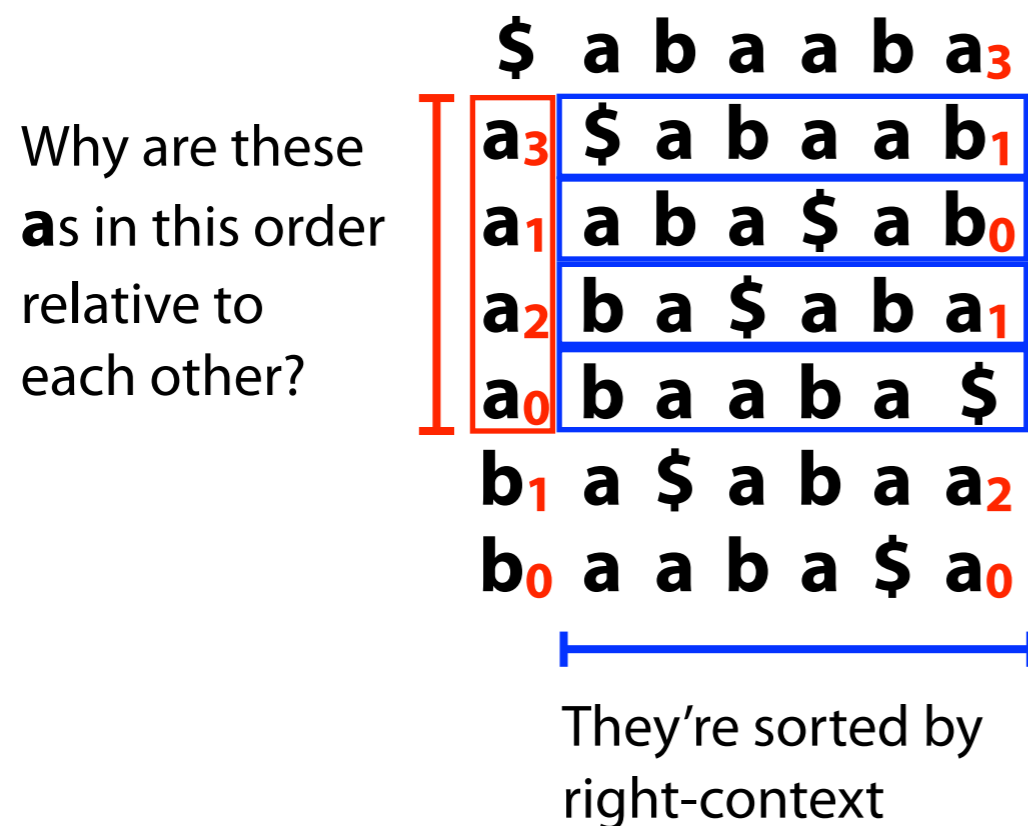 $ a b a a b a3
a3 $ a b a a b1
a1 a b a $ a b0
a2 b a $ a b a1
a0 b a a b a $
b1 a $ a b a a2
b0 a a b a $ a0
Why are these
as in this order
relative to
each other?
They’re sorted by
right-context